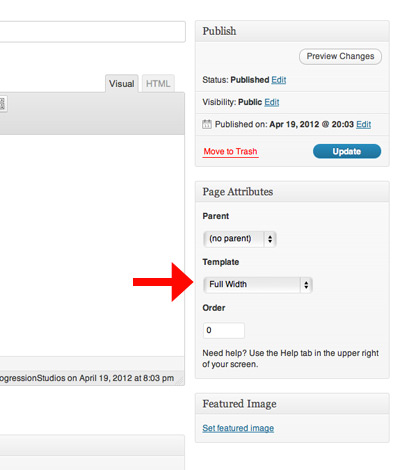 Publish
Preview Changes
Status: Published Edit
Visual HTML
Visibility: Public Edit
Published on: Apr 19, 2012 @ 20:03 Edit
Move to Trash Update
Page Attributes
Parent
(no parent)
Template
Full Width
Order
0
Need help? Use the Help tab in the upper right
of your screen.
ogressionStudios on April 19, 2012 at 8:03 pm
Featured Image
Set featured image